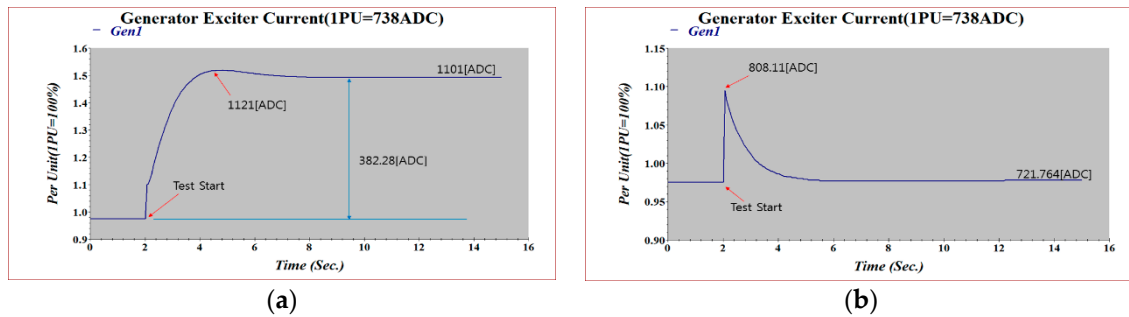 Generator Exciter Current(1PU=738ADC)
Gen1
Per Unit(1PU=100%)
1.6
1.5
1.4
1.3
1.2
1.1
1.0
0.9
1101[ADC]
1121[ADC]
382.28[ADC]
Test Start
0 2 4 6 8 10 12 14 16
Time (Sec.)
(a)
Generator Exciter Current(1PU=738ADC)
Gen1
Per Unit(1PU=100%)
1.15
1.10
1.05
1.00
0.95
0.90
808.11[ADC]
721.764[ADC]
Test Start
0 2 4 6 8 10 12 14 16
Time (Sec.)
(b)